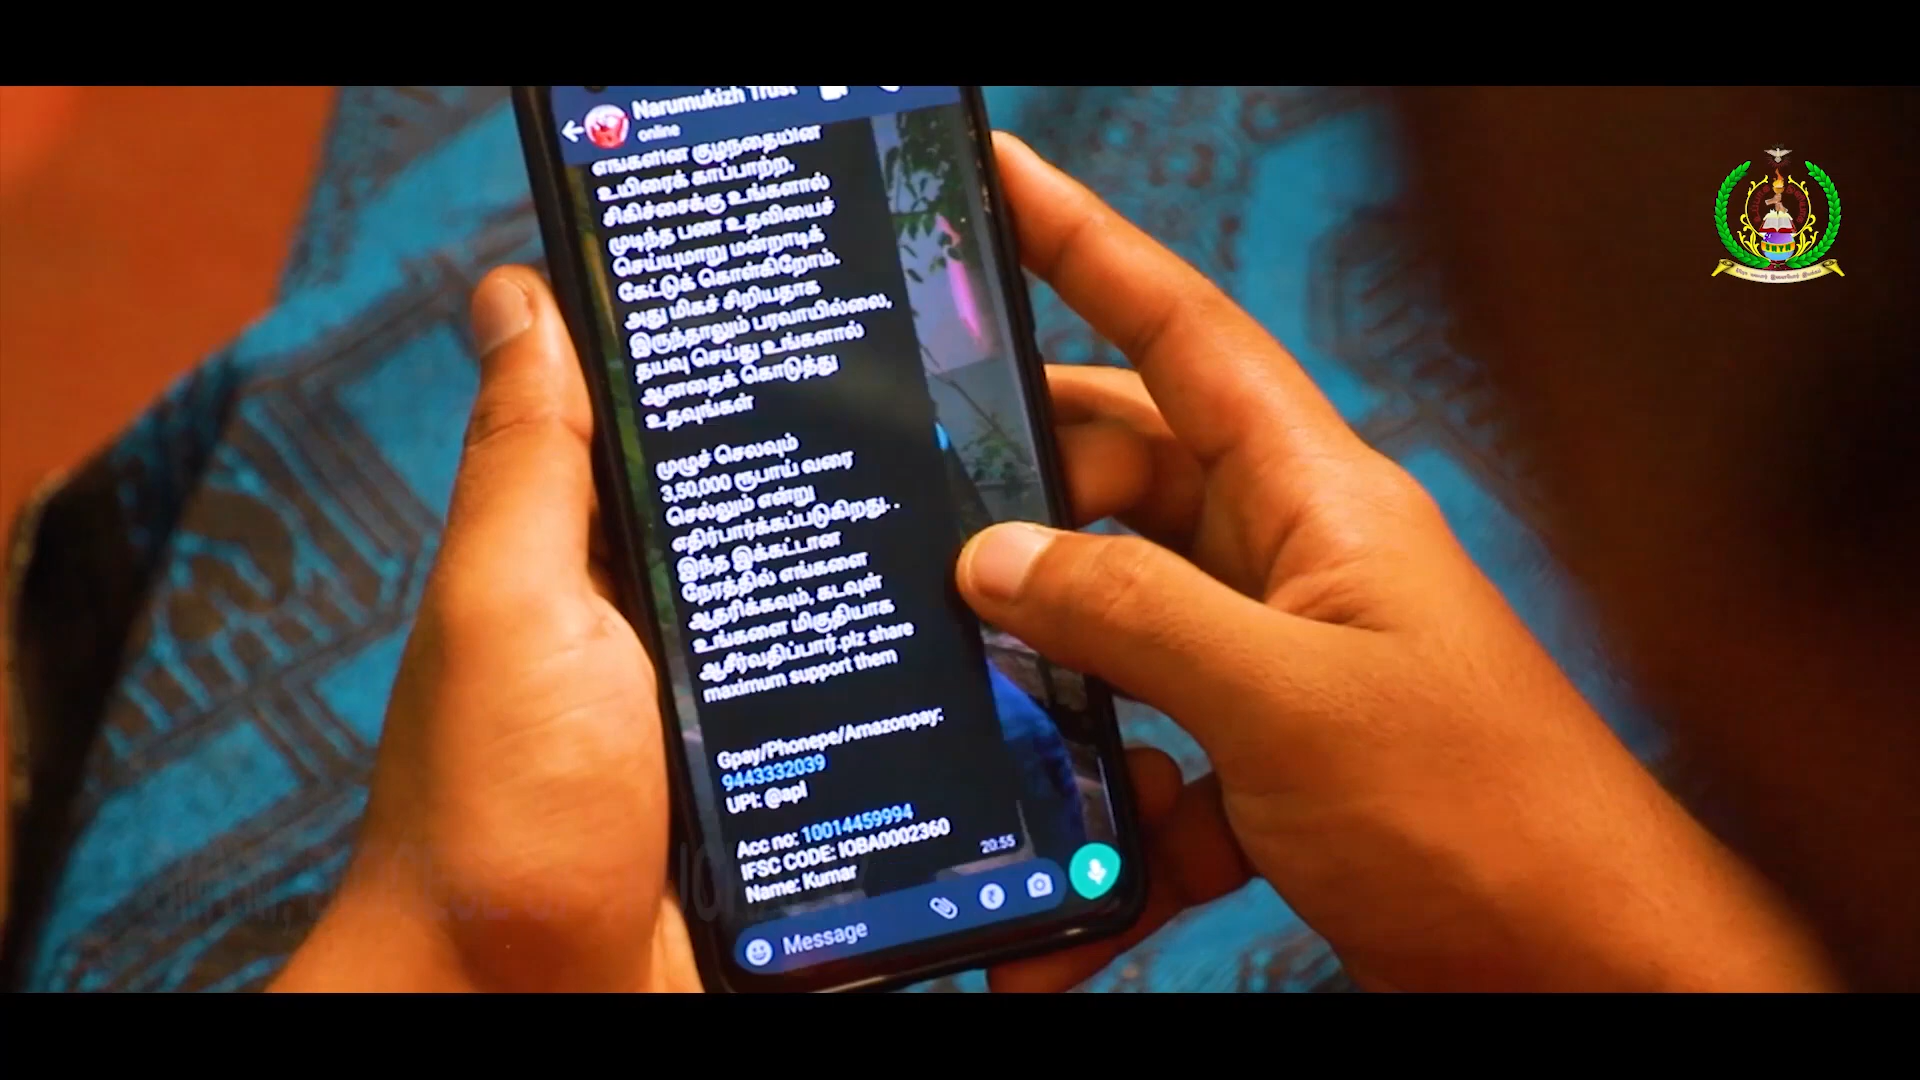 Narumukizh Trust
online
எங்களின் குழந்தையின்
உயிரைக் காப்பாற்ற,
சிகிச்சைக்கு உங்களால்
முடிந்த பண உதவியைச்
செய்யுமாறு மன்றாடிக்
கேட்டுக் கொள்கிறோம்.
அது மிகச் சிறியதாக
இருந்தாலும் பரவாயில்லை,
தயவு செய்து உங்களால்
ஆனதைக் கொடுத்து
உதவுங்கள்
முழுச் செலவும்
3,50,000 ரூபாய் வரை
செல்லும் என்று
எதிர்பார்க்கப்படுகிறது- -
இந்த இக்கட்டான
நேரத்தில் எங்களை
ஆதரிக்கவும், கடவுள்
உங்களை மிகுதியாக
ஆசீர்வதிப்பார்.plz share
maximum support them
Gpay/Phonepe/Amazonpay:
9443332039
UPI: @apl
Acc no: 10014459994
IFSC CODE: IOBA0002360
Name: Kumar
20:55
Message